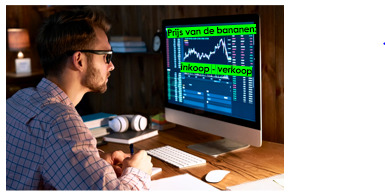 Prijs van de bananen:
Inkoop - verkoop